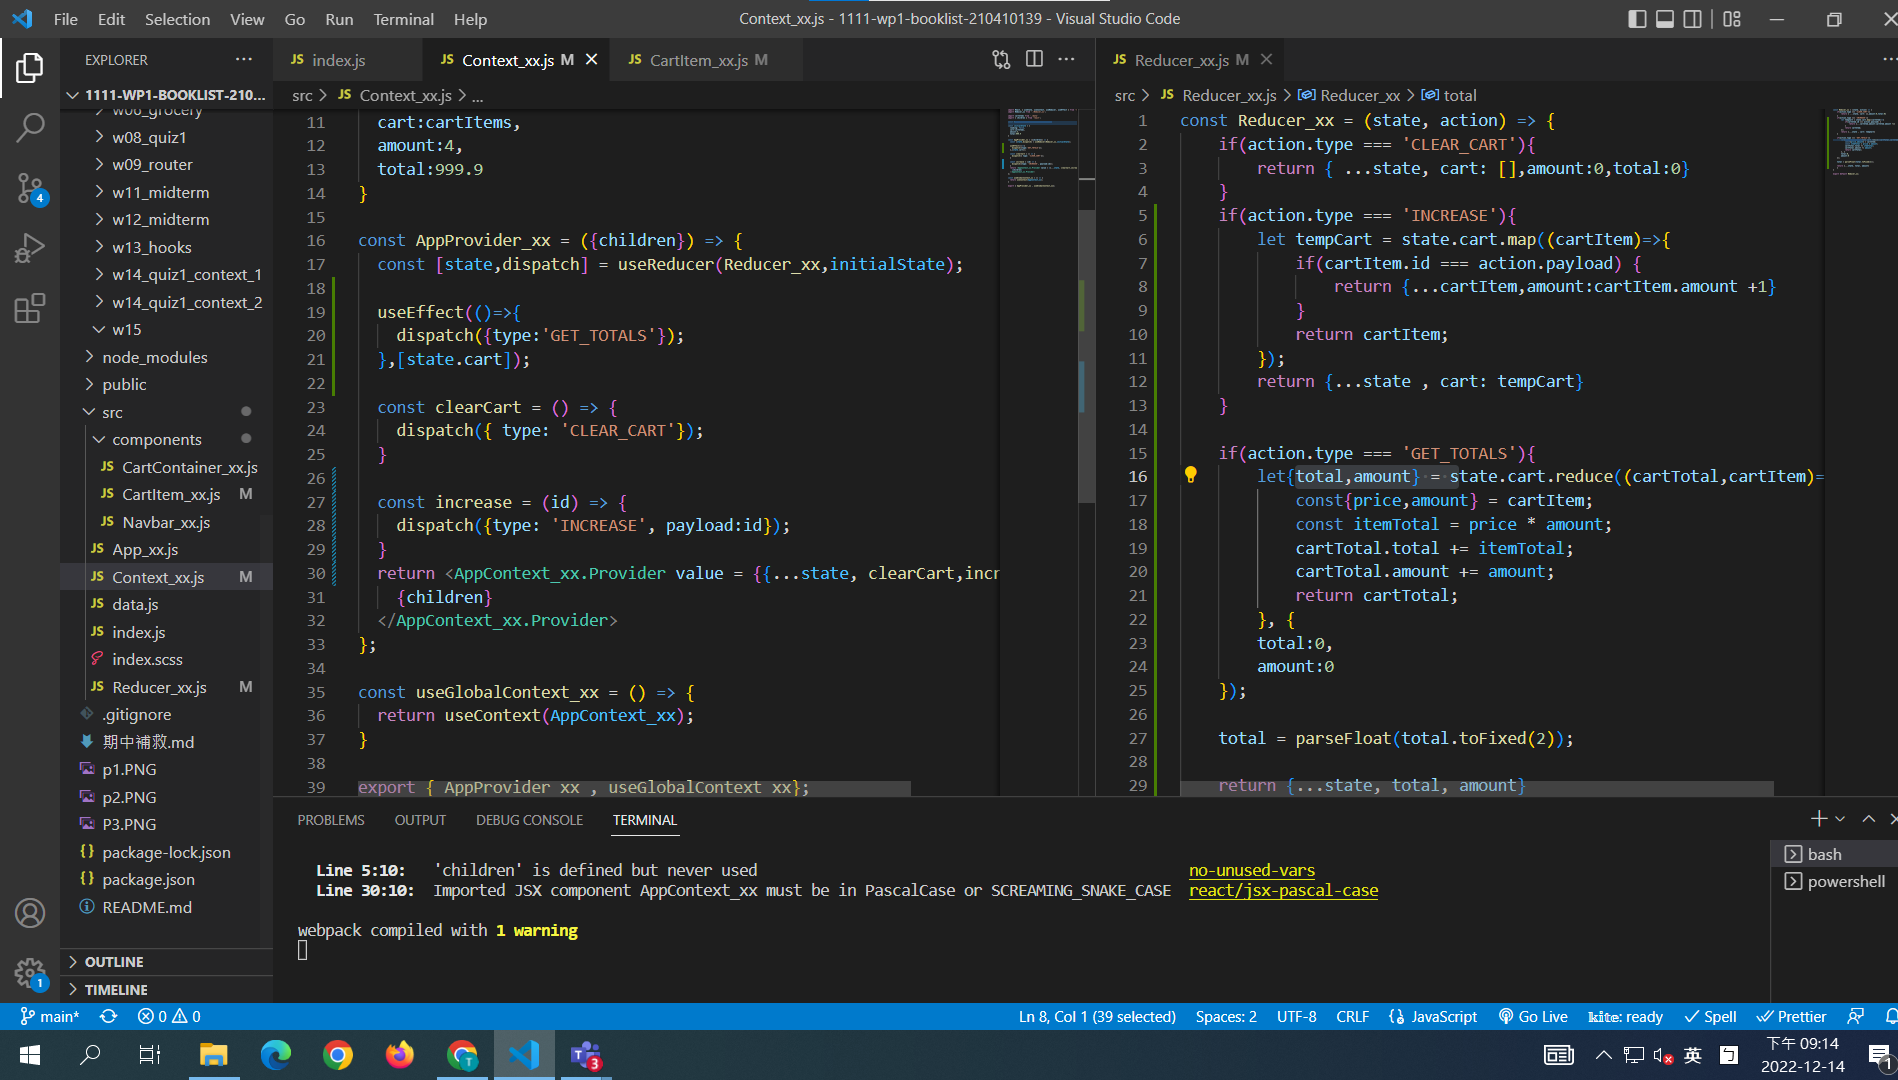 File Edit Selection View Go Run Terminal Help
Context_xx.js - 1111-wp1-booklist-210410139 - Visual Studio Code
EXPLORER
1111-WP1-BOOKLIST-210...
w06_grocery
w08_quiz1
w09_router
w11_midterm
w12_midterm
w13_hooks
w14_quiz1_context_1
w14_quiz1_context_2
w15
node_modules
public
src
components
JS CartContainer_xx.js
JS CartItem_xx.js M
JS Navbar_xx.js
JS App_xx.js
JS Context_xx.js M
JS data.js
JS index.js
index.scss
JS Reducer_xx.js M
.gitignore
期中補救.md
p1.PNG
p2.PNG
P3.PNG
{} package-lock.json
{} package.json
README.md
OUTLINE
TIMELINE
4
1
JS index.js
JS Context_xx.js M
JS CartItem_xx.js M
src > JS Context_xx.js > ...
11 cart:cartItems,
12 amount:4,
13 total:999.9
14 }
15
16 const AppProvider_xx = ({children}) => {
17 const [state,dispatch] = useReducer(Reducer_xx,initialState);
18
19 useEffect(()=>{
20 dispatch({type:'GET_TOTALS'});
21 },[state.cart]);
22
23 const clearCart = () => {
24 dispatch({ type: 'CLEAR_CART'});
25 }
26
27 const increase = (id) => {
28 dispatch({type: 'INCREASE', payload:id});
29 }
30 return <AppContext_xx.Provider value = {{...state, clearCart,incr
31 {children}
32 </AppContext_xx.Provider>
33 };
34
35 const useGlobalContext_xx = () => {
36 return useContext(AppContext_xx);
37 }
38
39 export { AppProvider_xx , useGlobalContext_xx};
JS Reducer_xx.js M
src > JS Reducer_xx.js > Reducer_xx > total
1 const Reducer_xx = (state, action) => {
2 if(action.type === 'CLEAR_CART'){
3 return { ...state, cart: [],amount:0,total:0}
4 }
5 if(action.type === 'INCREASE'){
6 let tempCart = state.cart.map((cartItem)=>{
7 if(cartItem.id === action.payload) {
8 return {...cartItem,amount:cartItem.amount +1}
9 }
10 return cartItem;
11 });
12 return {...state , cart: tempCart}
13 }
14
15 if(action.type === 'GET_TOTALS'){
16 let{total,amount} = state.cart.reduce((cartTotal,cartItem)=
17 const{price,amount} = cartItem;
18 const itemTotal = price * amount;
19 cartTotal.total += itemTotal;
20 cartTotal.amount += amount;
21 return cartTotal;
22 }, {
23 total:0,
24 amount:0
25 });
26
27 total = parseFloat(total.toFixed(2));
28
29 return {...state, total, amount}
PROBLEMS OUTPUT DEBUG CONSOLE TERMINAL
Line 5:10: 'children' is defined but never used no-unused-vars
Line 30:10: Imported JSX component AppContext_xx must be in PascalCase or SCREAMING_SNAKE_CASE react/jsx-pascal-case
webpack compiled with 1 warning
bash
powershell
main* 0 0 Ln 8, Col 1 (39 selected) Spaces: 2 UTF-8 CRLF JavaScript Go Live kite: ready Spell Prettier
T
3
英
下午 09:14
2022-12-14
1